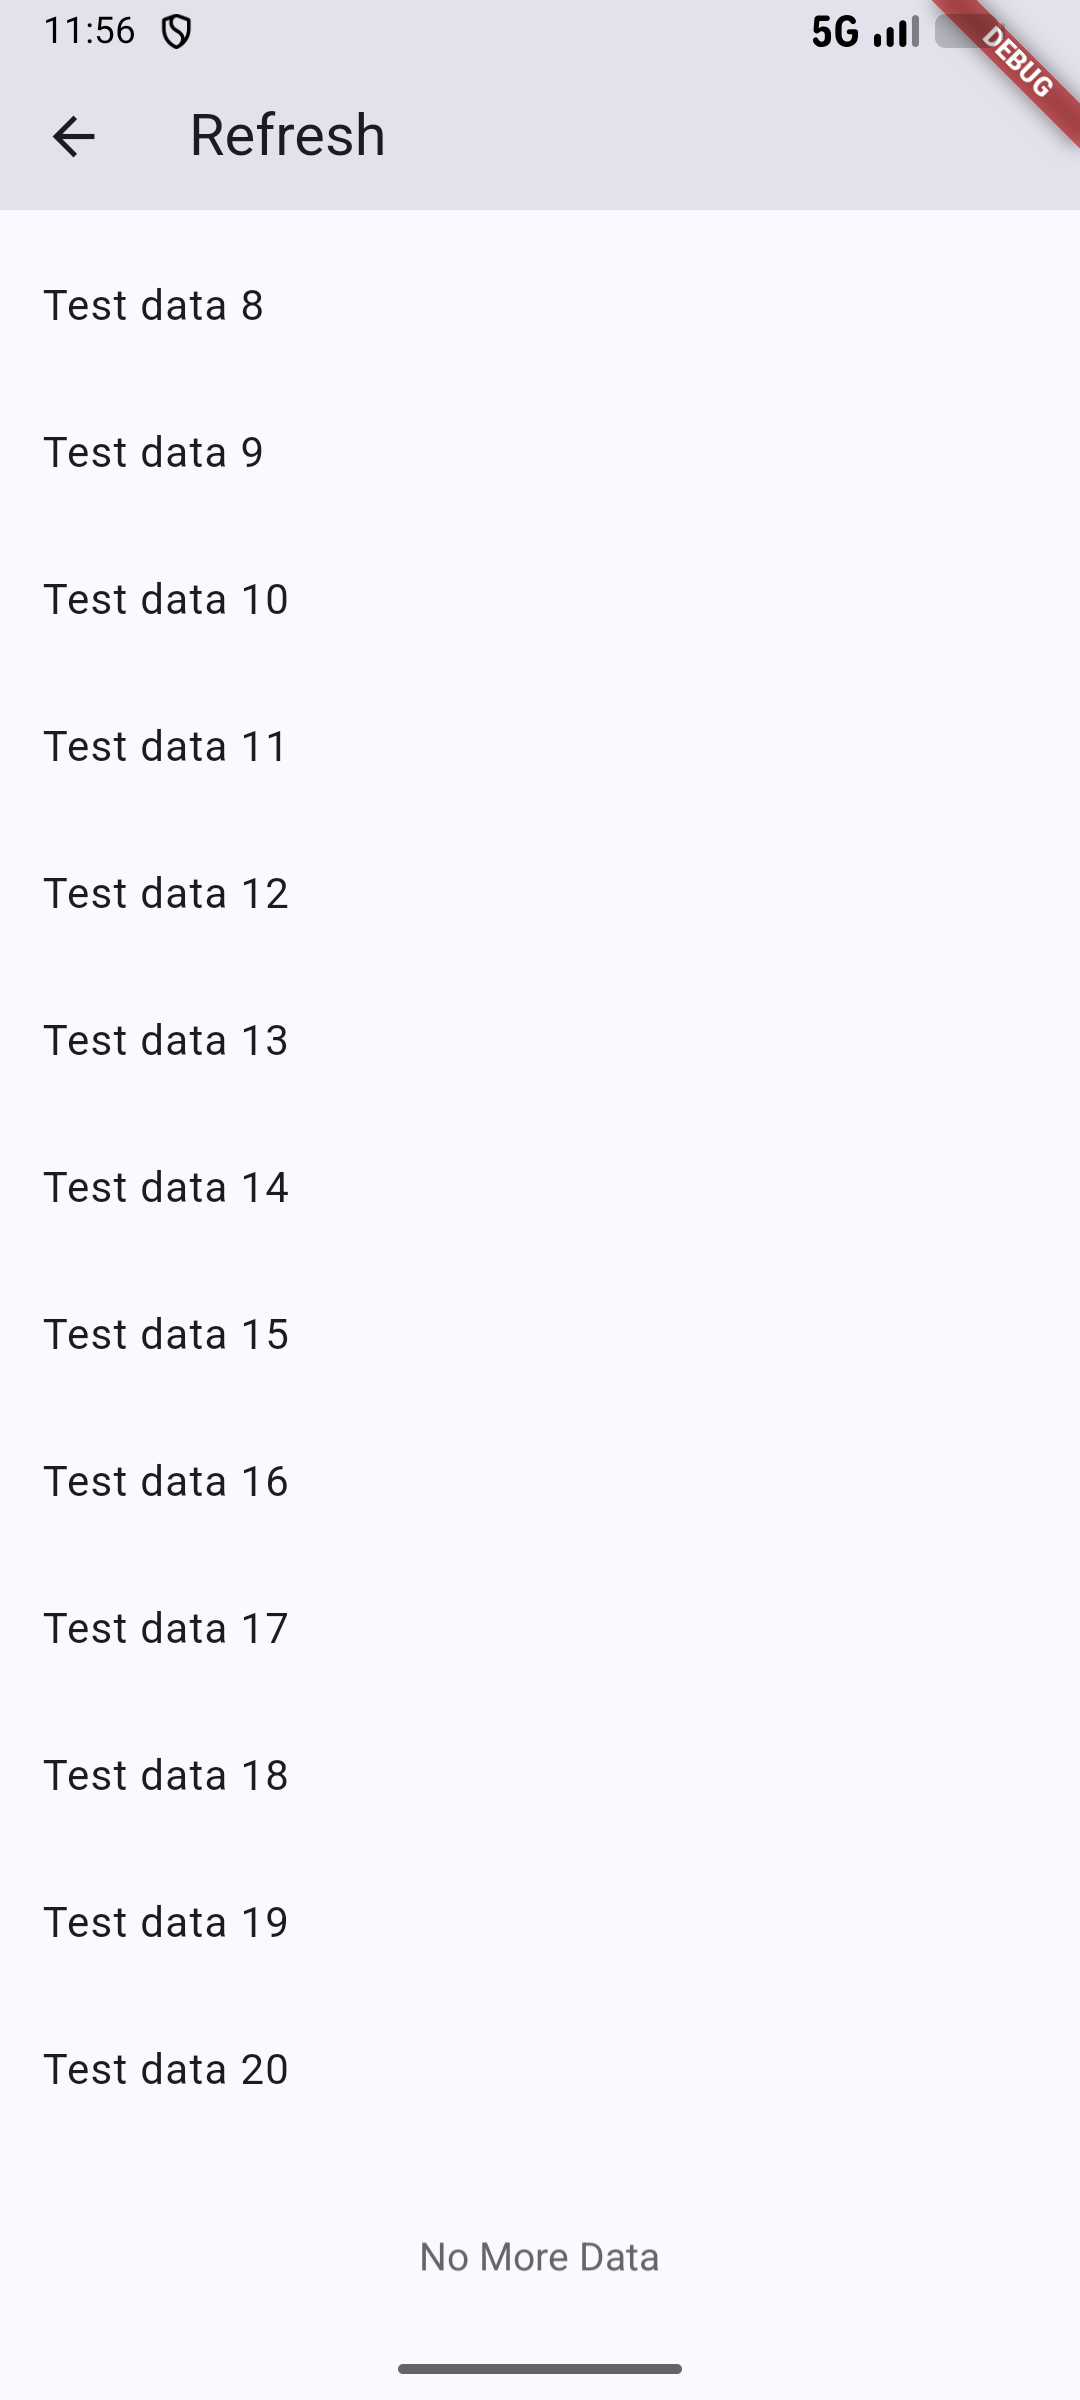 11:56
5G
DEBUG
Refresh
Test data 8
Test data 9
Test data 10
Test data 11
Test data 12
Test data 13
Test data 14
Test data 15
Test data 16
Test data 17
Test data 18
Test data 19
Test data 20
No More Data